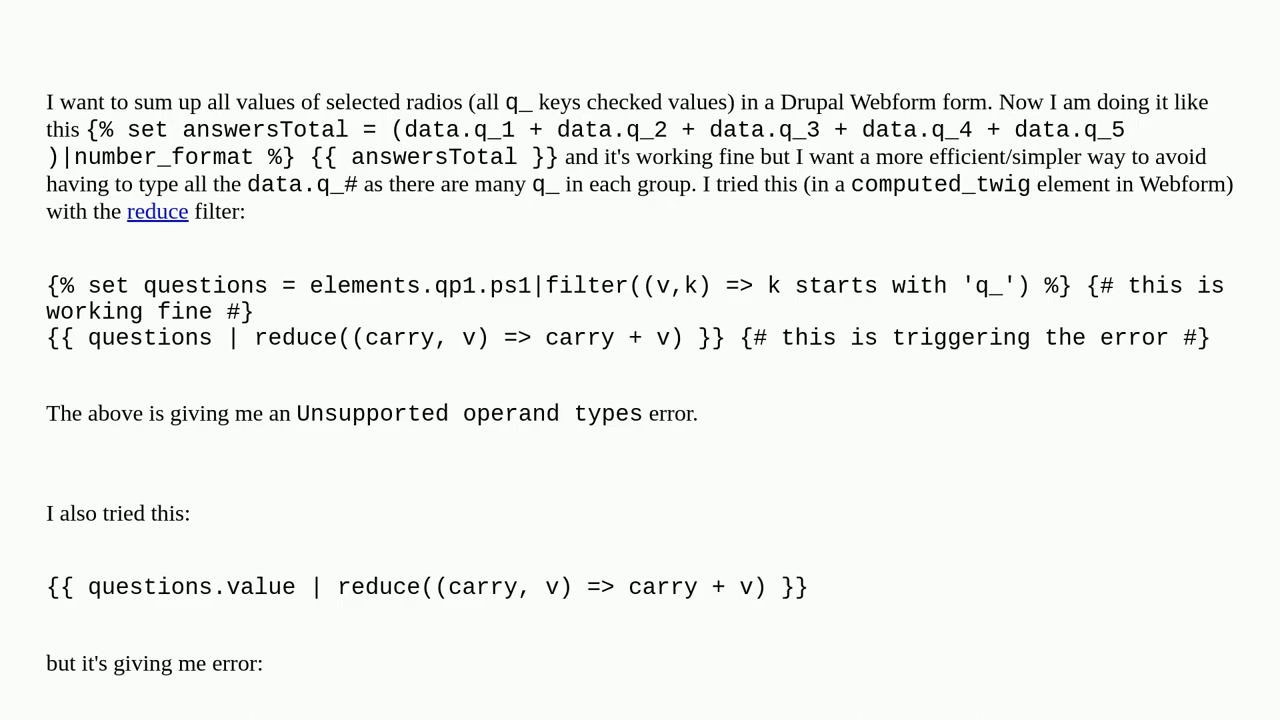 I want to sum up all values of selected radios (all q_ keys checked values) in a Drupal Webform form. Now I am doing it like
this {% set answersTotal = (data.q_1 + data.q_2 + data.q_3 + data.q_4 + data.q_5
)|number_format %} {{ answersTotal }} and it's working fine but I want a more efficient/simpler way to avoid
having to type all the data.q_# as there are many q_ in each group. I tried this (in a computed_twig element in Webform)
with the reduce filter:
{% set questions = elements.qp1.ps1|filter((v,k) => k starts with 'q_') %} {# this is
working fine #}
{{ questions | reduce((carry, v) => carry + v) }} {# this is triggering the error #}
The above is giving me an Unsupported operand types error.
I also tried this:
{{ questions.value | reduce((carry, v) => carry + v) }}
but it's giving me error: